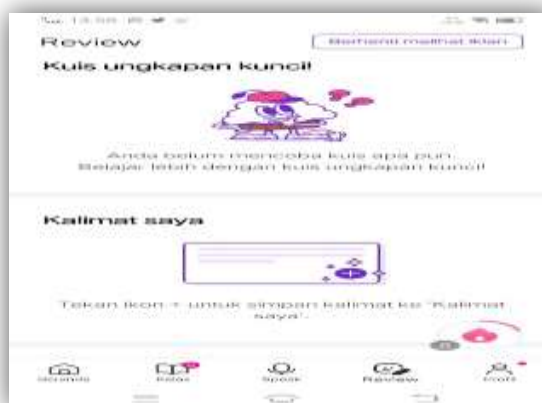 Review
Berhenti melihat iklan
Kuis ungkapan kunci!
Anda belum mencoba kuis apa pun.
Belajar lebih dengan kuis ungkapan kunci!
Kalimat saya
Tekan ikon + untuk simpan kalimat ke 'Kalimat
saya'.
Beranda Kelas Speak Review Profil